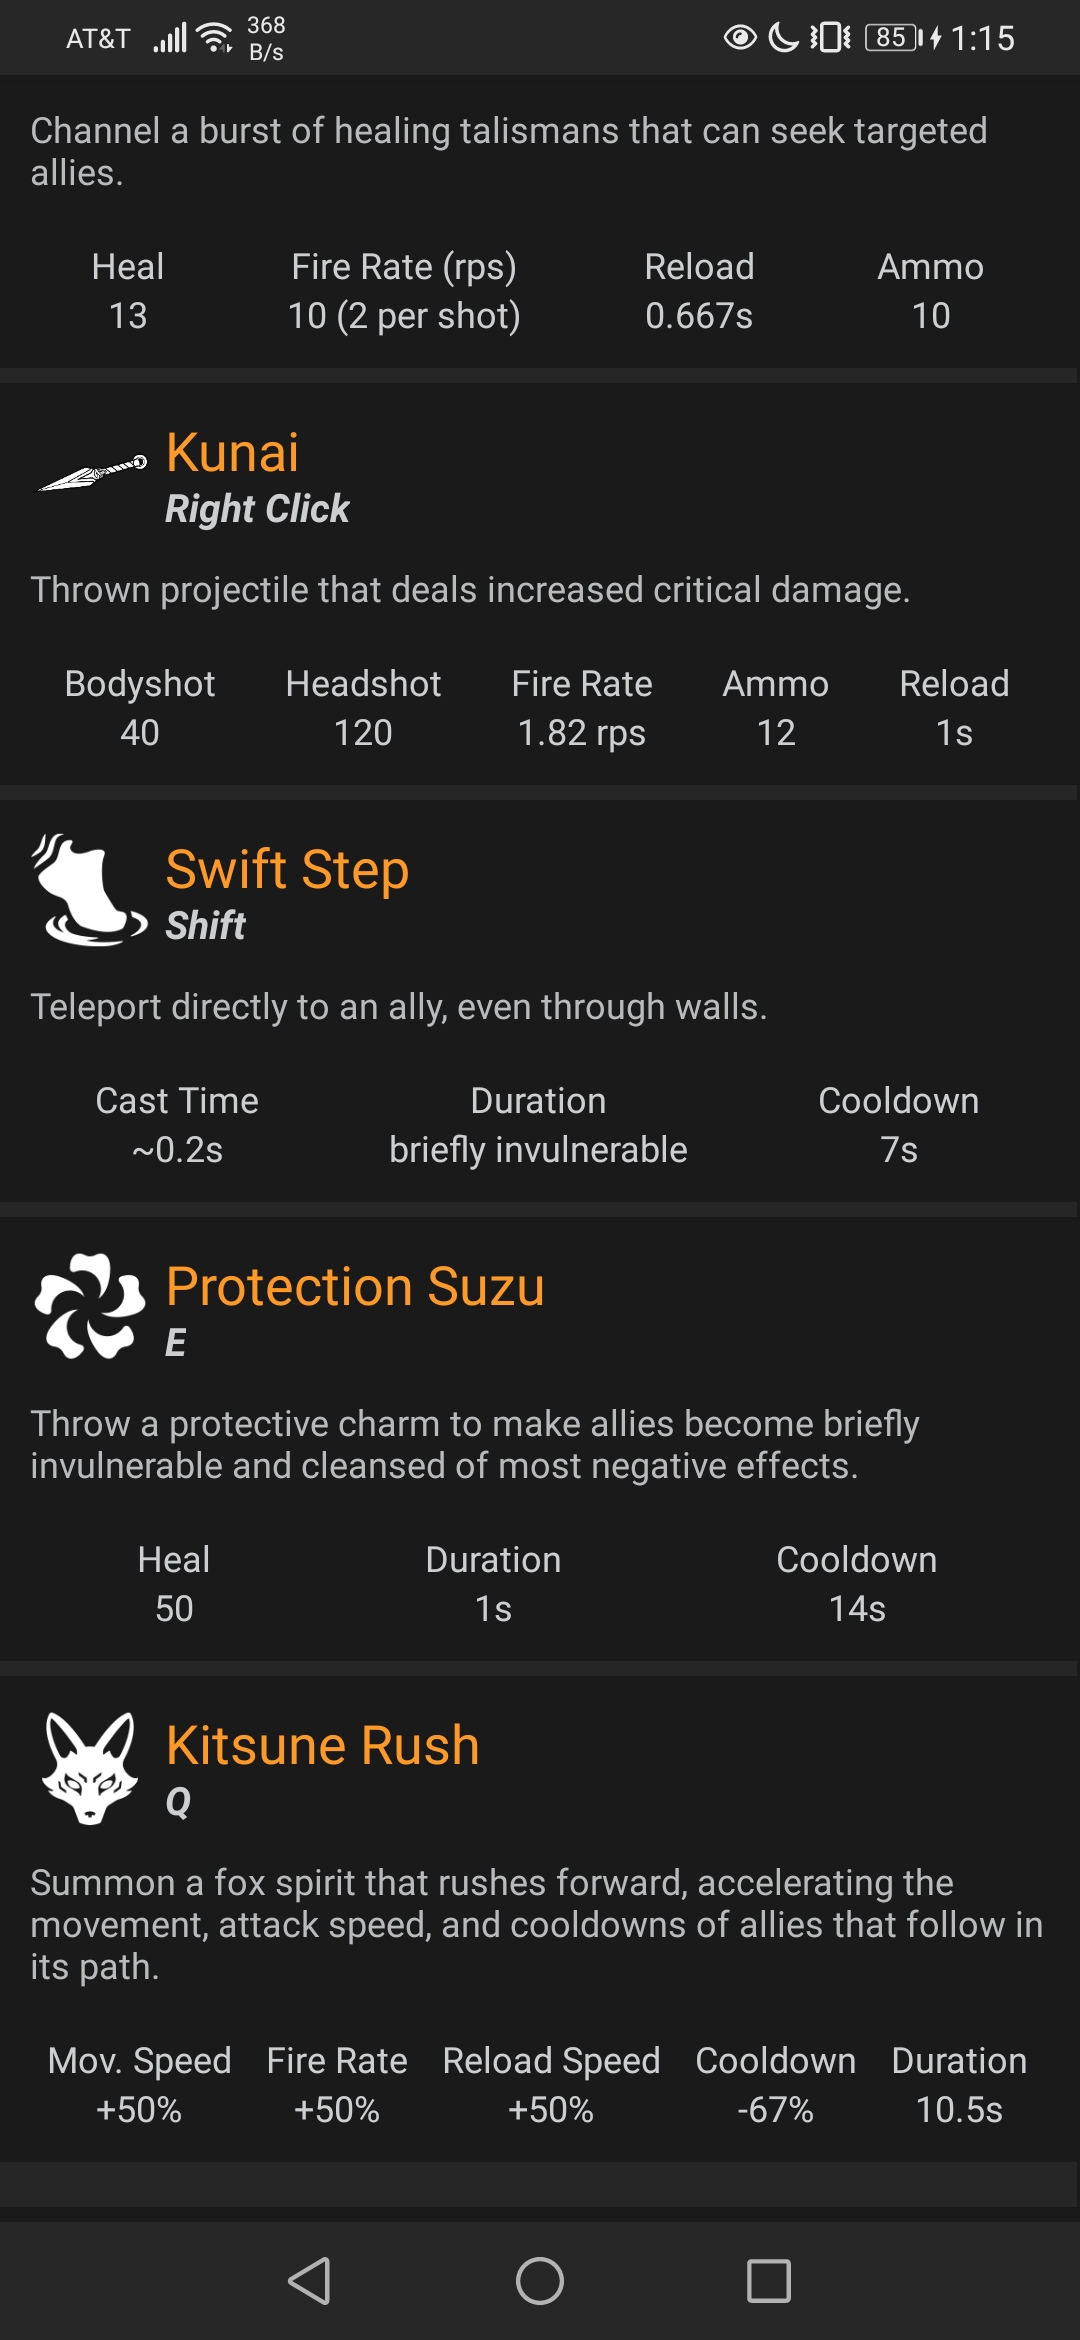 AT&T 368 B/s 85 1:15
Channel a burst of healing talismans that can seek targeted
allies.
Heal Fire Rate (rps) Reload Ammo
13 10 (2 per shot) 0.667s 10
Kunai
Right Click
Thrown projectile that deals increased critical damage.
Bodyshot Headshot Fire Rate Ammo Reload
40 120 1.82 rps 12 1s
Swift Step
Shift
Teleport directly to an ally, even through walls.
Cast Time Duration Cooldown
~0.2s briefly invulnerable 7s
Protection Suzu
E
Throw a protective charm to make allies become briefly
invulnerable and cleansed of most negative effects.
Heal Duration Cooldown
50 1s 14s
Kitsune Rush
Q
Summon a fox spirit that rushes forward, accelerating the
movement, attack speed, and cooldowns of allies that follow in
its path.
Mov. Speed Fire Rate Reload Speed Cooldown Duration
+50% +50% +50% -67% 10.5s